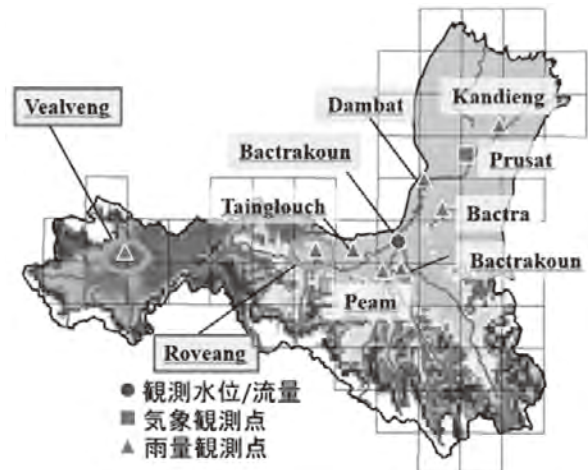 Kandieng
Dambat
Vealveng
Prusat
Bactrakoun
Tainglouch
Bactra
Bactrakoun
Peam
Roveang
観測水位/流量
気象観測点
雨量観測点